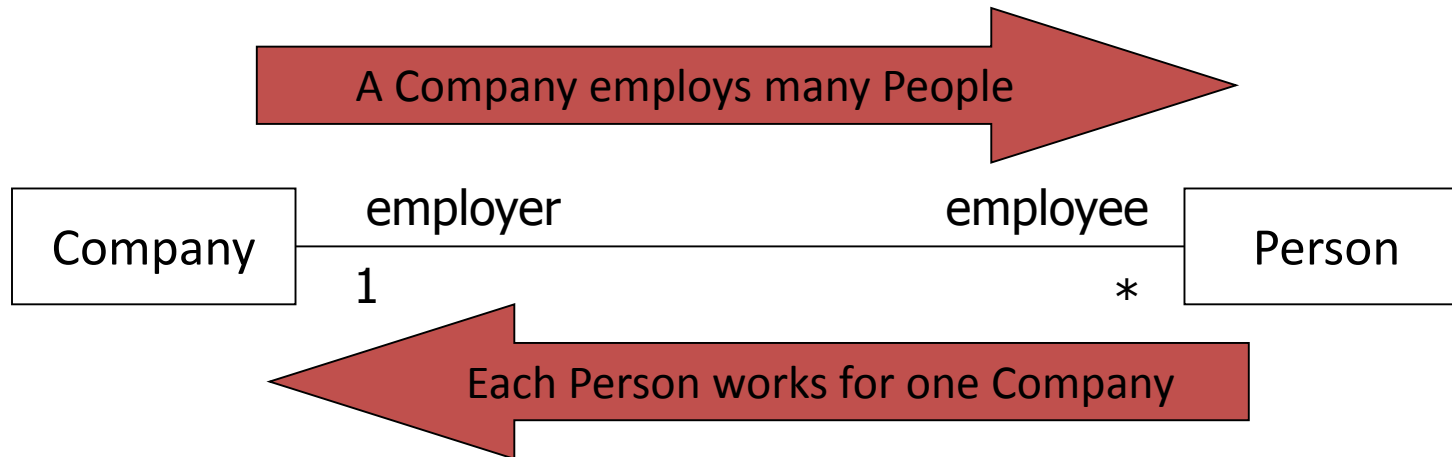 A Company employs many People
employer
employee
Company
Person
1
*
Each Person works for one Company